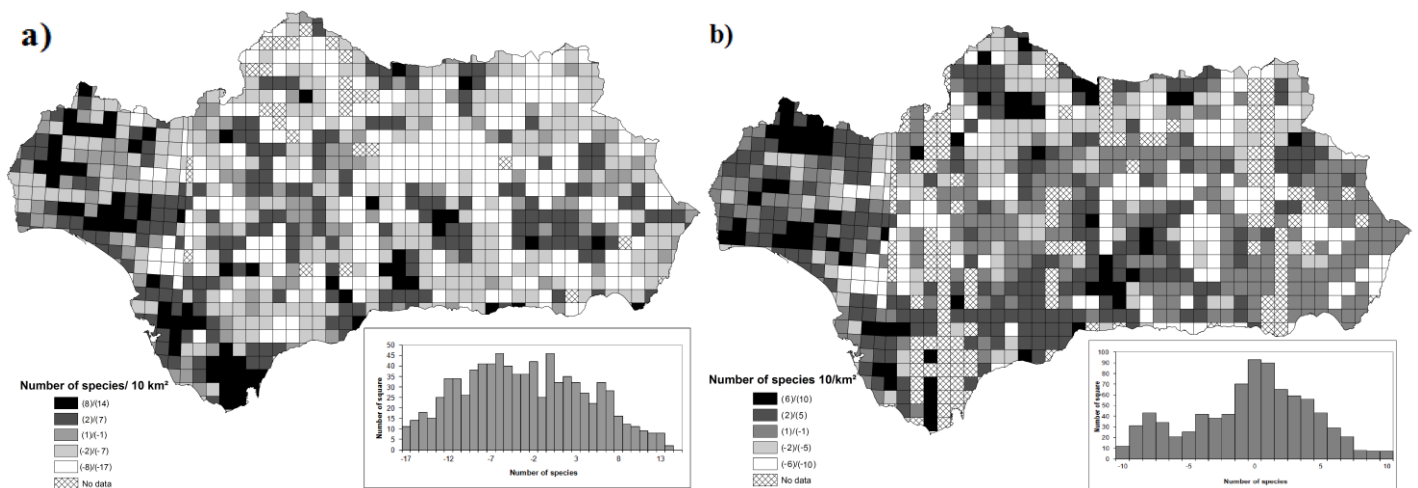 a)
Number of species/ 10 km²
(8)/(14)
(2)/(7)
(1)/(-1)
(-2)/(-7)
(-8)/(-17)
No data
Number of square
50
45
40
35
30
25
20
15
10
5
0
-17 -12 -7 -2 3 8 13
Number of species
b)
Number of species 10/km²
(6)/(10)
(2)/(5)
(1)/(-1)
(-2)/(-5)
(-6)/(-10)
No data
Number of square
100
90
80
70
60
50
40
30
20
10
0
-10 -5 0 5 10
Number of species